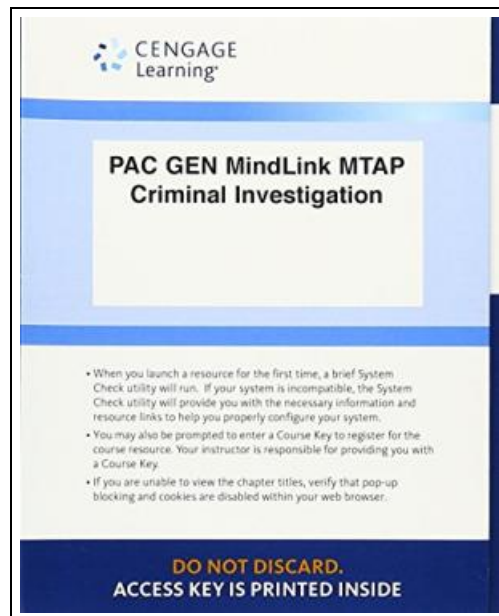 CENGAGE
Learning®
PAC GEN MindLink MTAP
Criminal Investigation
• When you launch a resource for the first time, a brief System
Check utility will run. If your system is incompatible, the System
Check utility will provide you with the necessary information and
resource links to help you properly configure your system.
• You may also be prompted to enter a Course Key to register for the
course resource. Your instructor is responsible for providing you with
a Course Key.
• If you are unable to view the chapter titles, verify that pop-up
blocking and cookies are disabled within your web browser.
DO NOT DISCARD.
ACCESS KEY IS PRINTED INSIDE